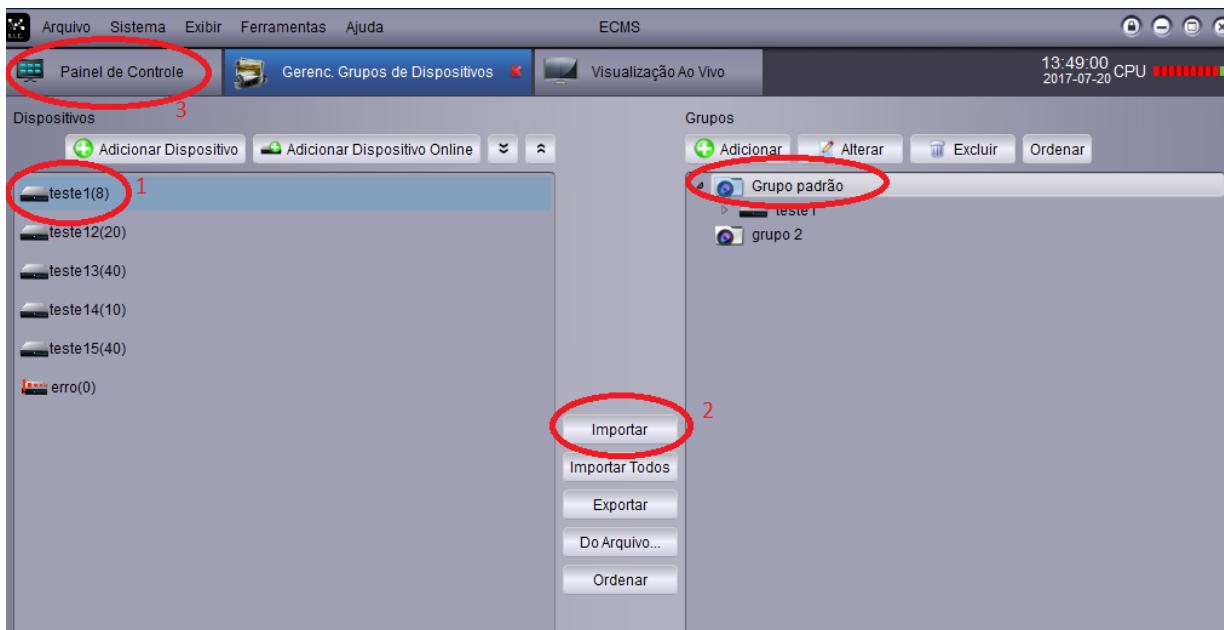 Arquivo Sistema Exibir Ferramentas Ajuda ECMS
Painel de Controle Gerenc. Grupos de Dispositivos Visualização Ao Vivo 13:49:00 CPU
2017-07-20
3
Dispositivos Grupos
Adicionar Dispositivo Adicionar Dispositivo Online Adicionar Alterar Excluir Ordenar
teste1(8) 1 Grupo padrão
teste1
teste12(20) grupo 2
teste13(40)
teste14(10)
teste15(40)
erro(0)
2
Importar
Importar Todos
Exportar
Do Arquivo...
Ordenar